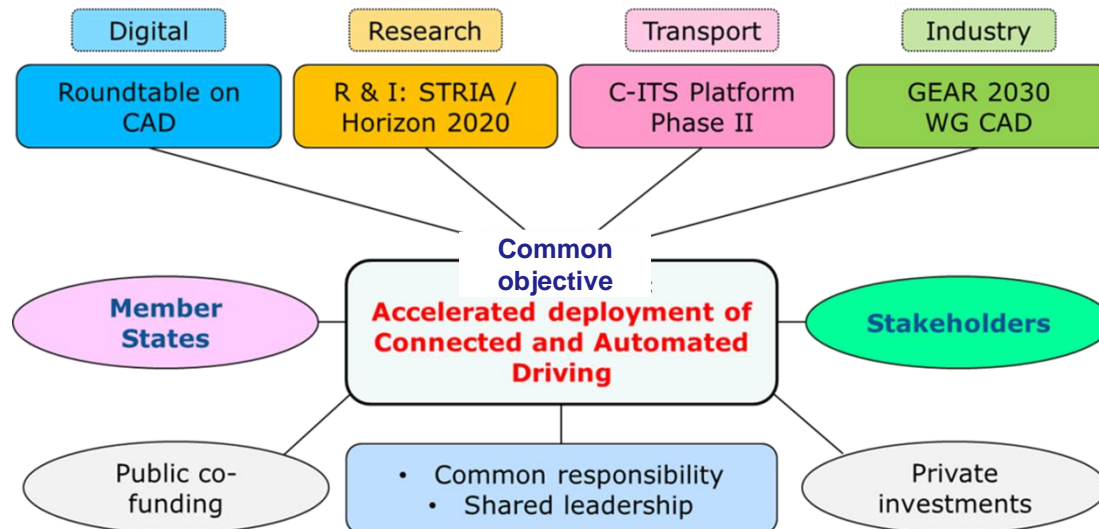 Digital
Research
Transport
Industry
Roundtable on
CAD
R & I: STRIA /
Horizon 2020
C-ITS Platform
Phase II
GEAR 2030
WG CAD
Common
objective
Member
States
Accelerated deployment of
Connected and Automated
Driving
Stakeholders
Public co-
funding
• Common responsibility
• Shared leadership
Private
investments